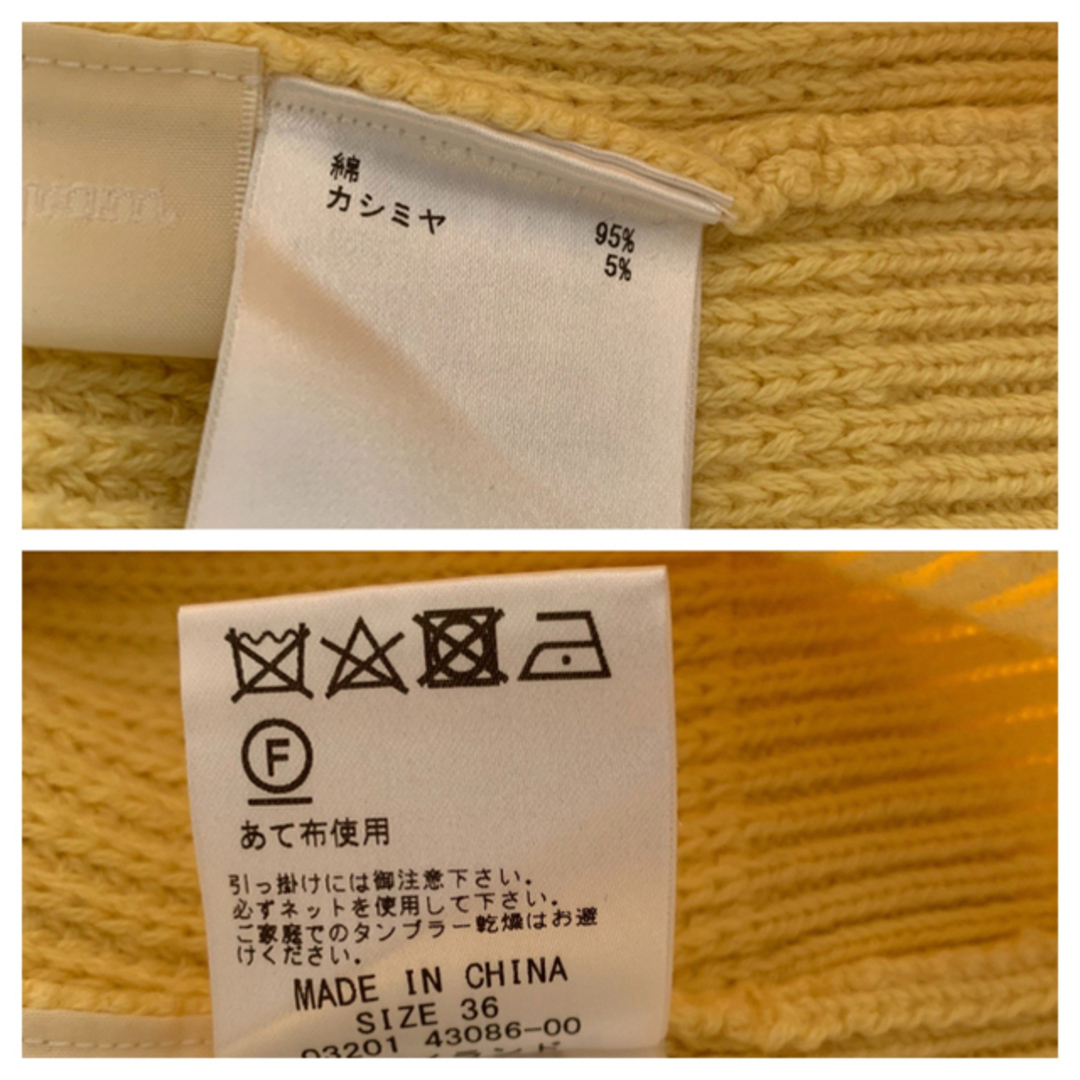 綿 95%
カシミヤ 5%
F
あて布使用
引っ掛けには御注意下さい。
必ずネットを使用して下さい。
ご家庭でのタンブラー乾燥はお避
けください。
MADE IN CHINA
SIZE 36
03201 43086-00